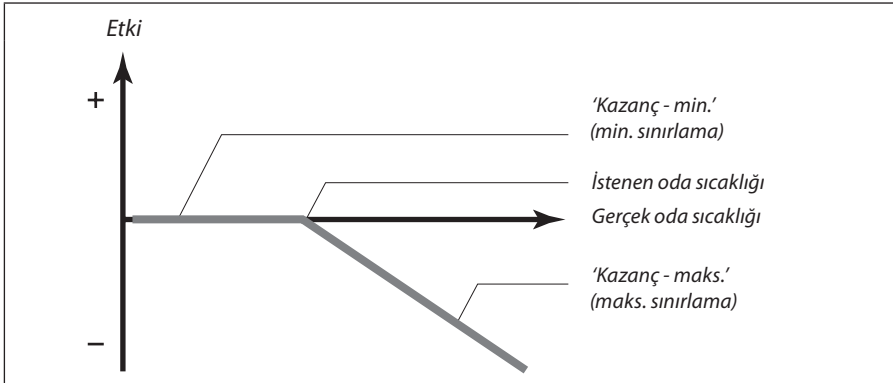 Etki
+
‘Kazanç - min.’
(min. sınırlama)
İstenen oda sıcaklığı
Gerçek oda sıcaklığı
‘Kazanç - maks.’
(maks. sınırlama)
–